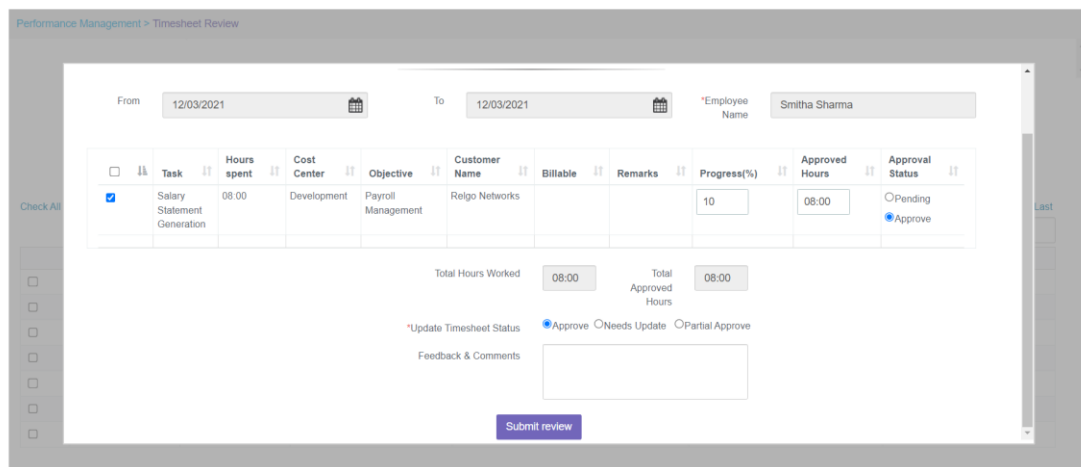 Performance Management > Timesheet Review
From 12/03/2021 To 12/03/2021 *Employee Name Smitha Sharma
Task Hours spent Cost Center Objective Customer Name Billable Remarks Progress(%) Approved Hours Approval Status
Salary Statement Generation 08:00 Development Payroll Management Relgo Networks 10 08:00 Pending
Approve
Check All
Last
Total Hours Worked 08:00 Total Approved Hours 08:00
*Update Timesheet Status Approve Needs Update Partial Approve
Feedback & Comments
Submit review